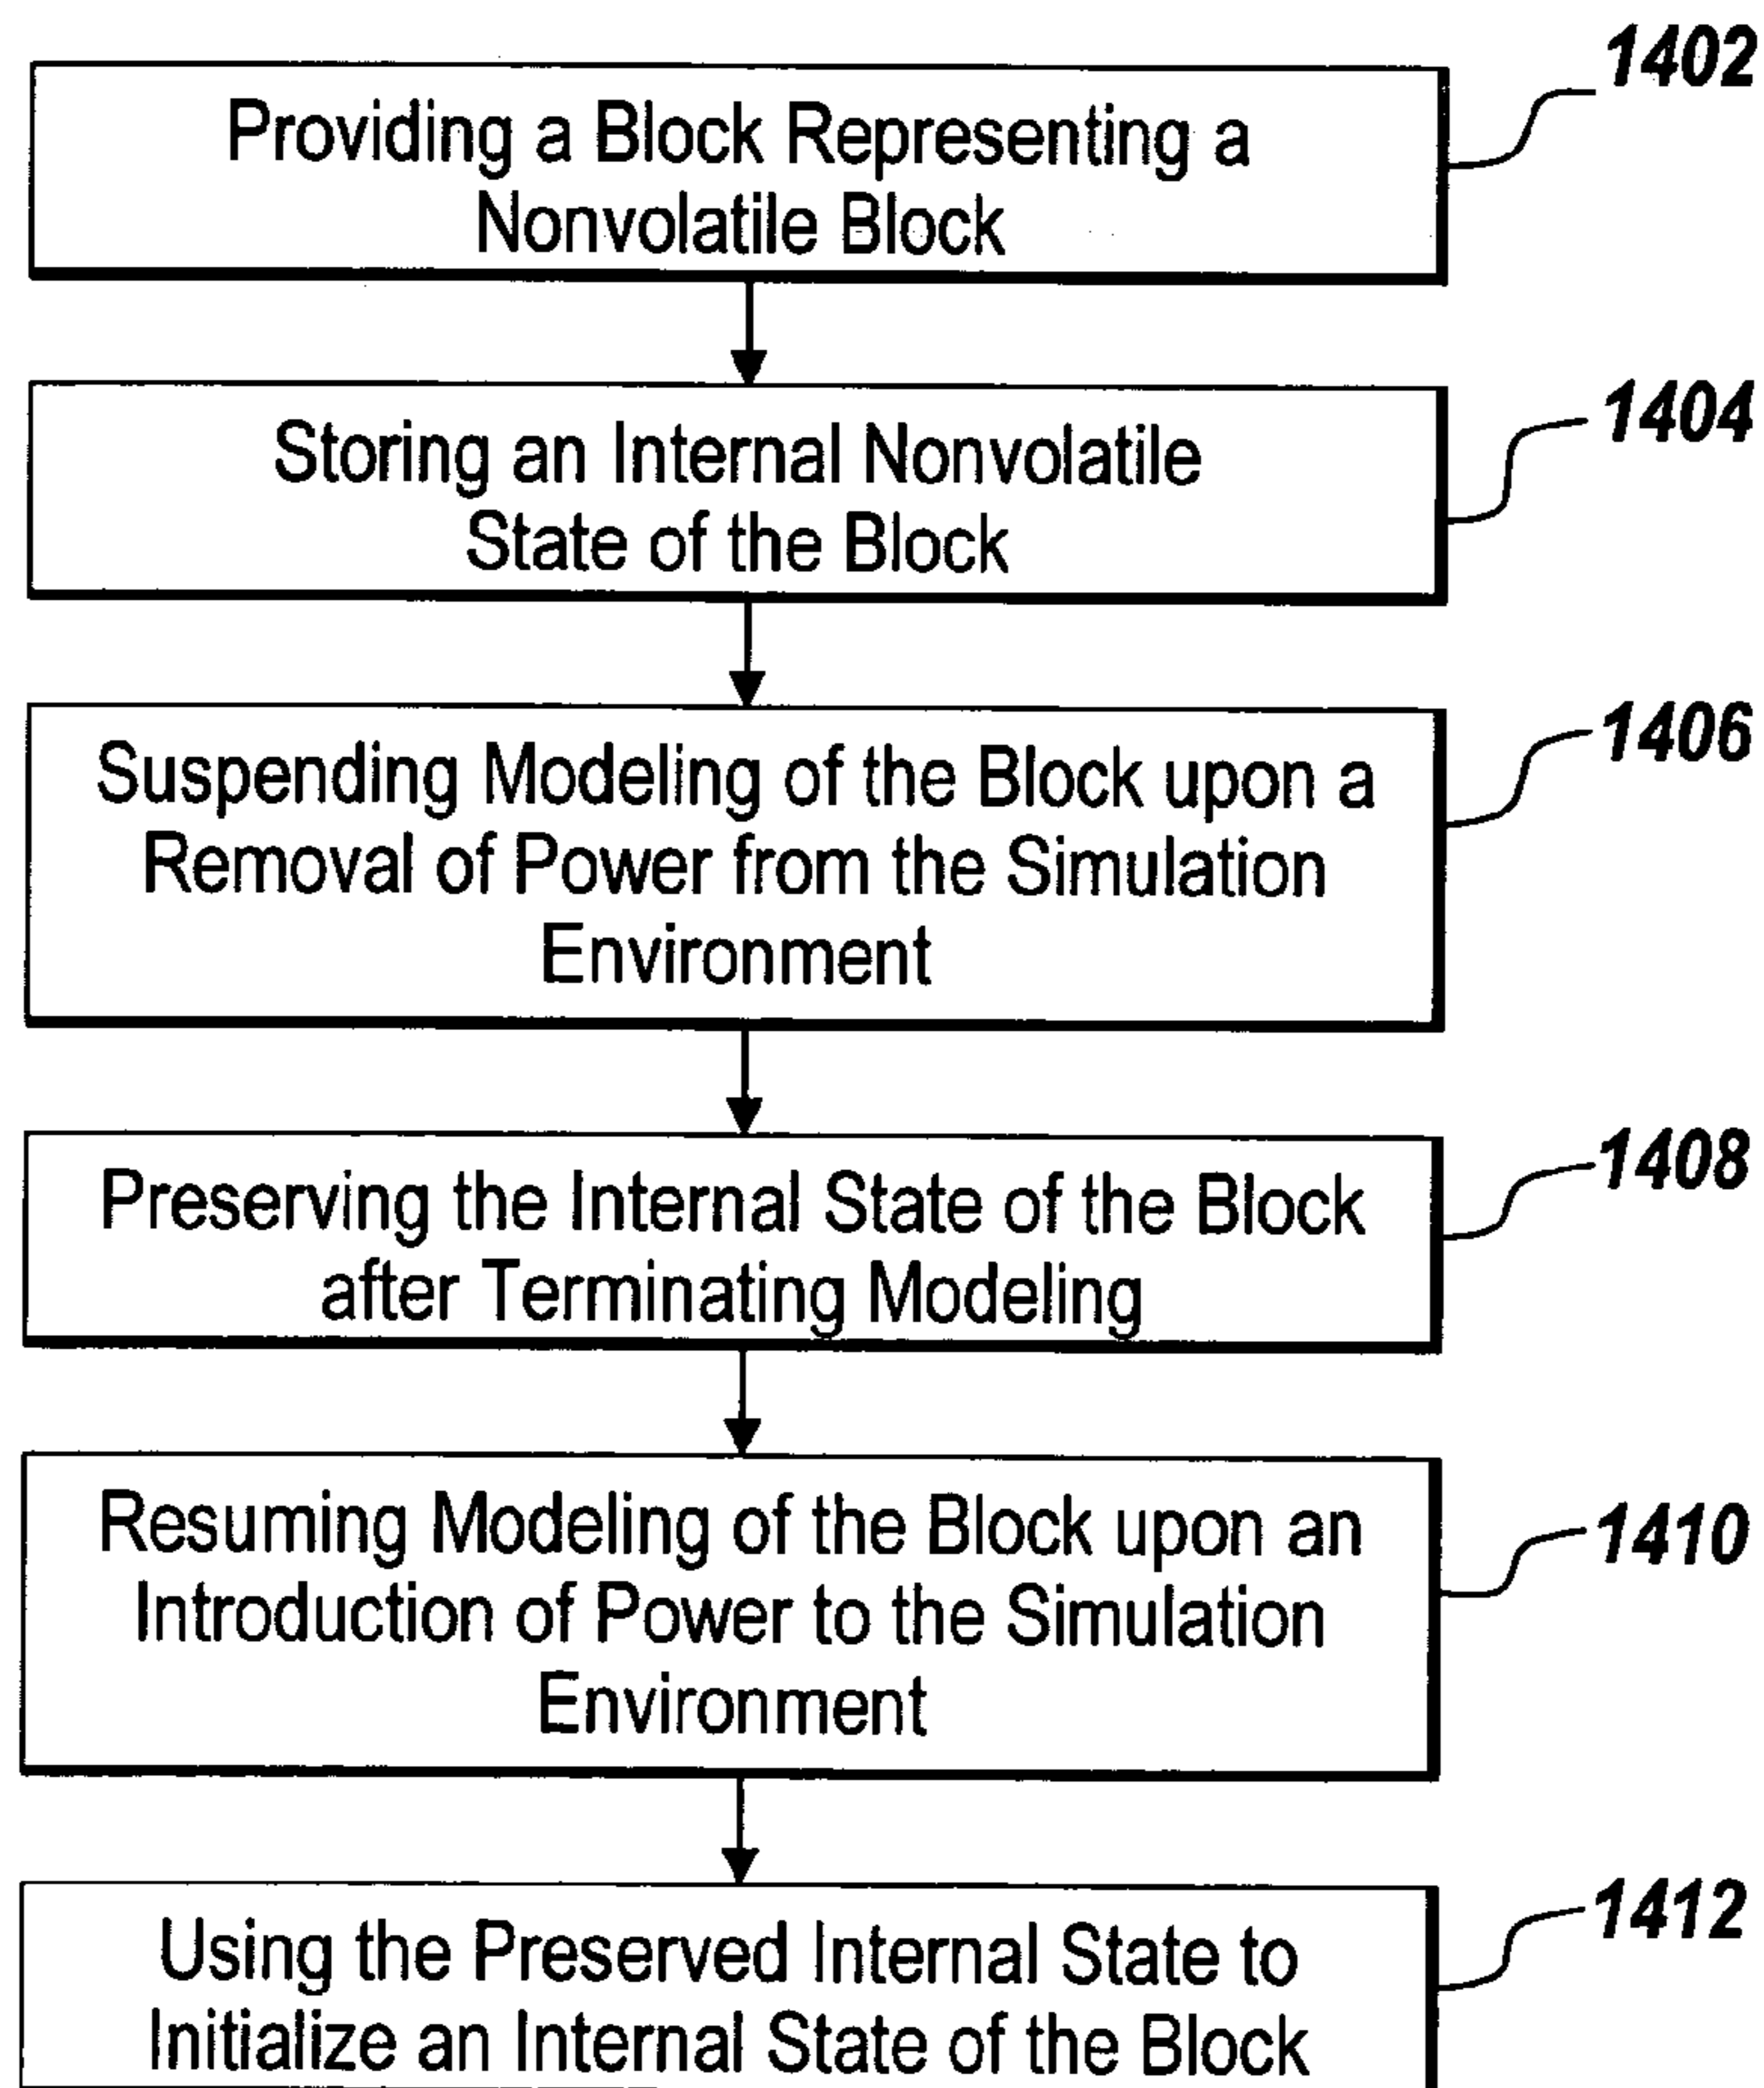 1402
Providing a Block Representing a
Nonvolatile Block
1404
Storing an Internal Nonvolatile
State of the Block
1406
Suspending Modeling of the Block upon a
Removal of Power from the Simulation
Environment
1408
Preserving the Internal State of the Block
after Terminating Modeling
1410
Resuming Modeling of the Block upon an
Introduction of Power to the Simulation
Environment
1412
Using the Preserved Internal State to
Initialize an Internal State of the Block